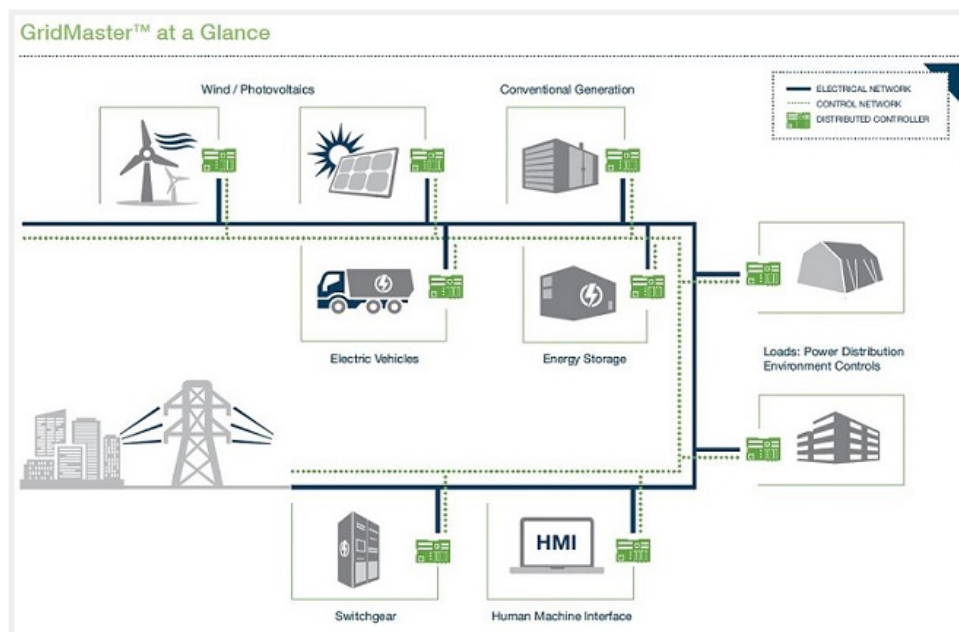 GridMaster™ at a Glance
Wind / Photovoltaics
Conventional Generation
ELECTRICAL NETWORK
CONTROL NETWORK
DISTRIBUTED CONTROLLER
Electric Vehicles
Energy Storage
Loads: Power Distribution
Environment Controls
HMI
Switchgear
Human Machine Interface